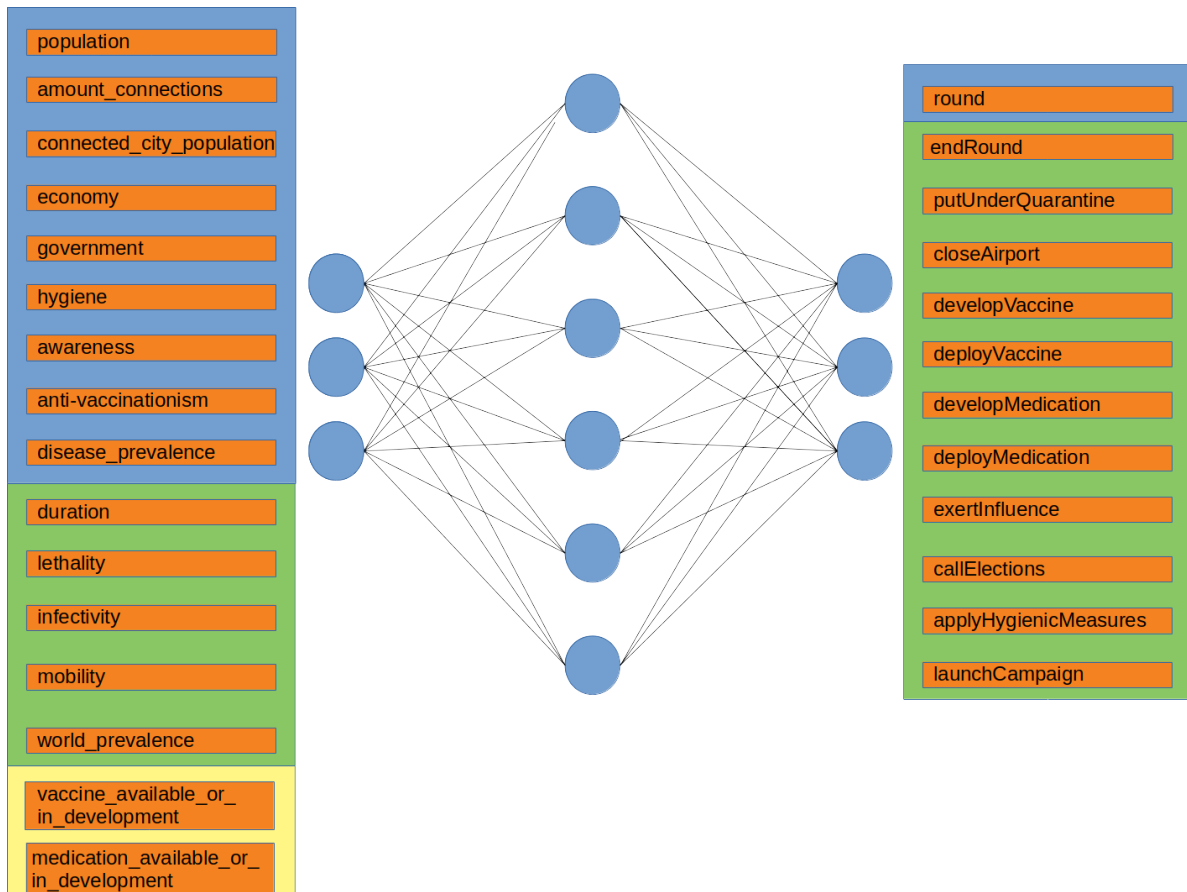 population
amount_connections
connected_city_population
economy
government
hygiene
awareness
anti-vaccinationism
disease_prevalence
duration
lethality
infectivity
mobility
world_prevalence
vaccine_available_or_
in_development
medication_available_or_
in_development
round
endRound
putUnderQuarantine
closeAirport
developVaccine
deployVaccine
developMedication
deployMedication
exertInfluence
callElections
applyHygienicMeasures
launchCampaign